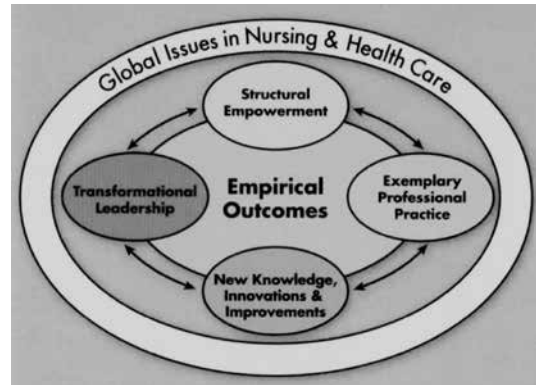 Global Issues in Nursing & Health Care
Structural
Empowerment
Transformational
Leadership
Empirical
Outcomes
Exemplary
Professional
Practice
New Knowledge,
Innovations &
Improvements